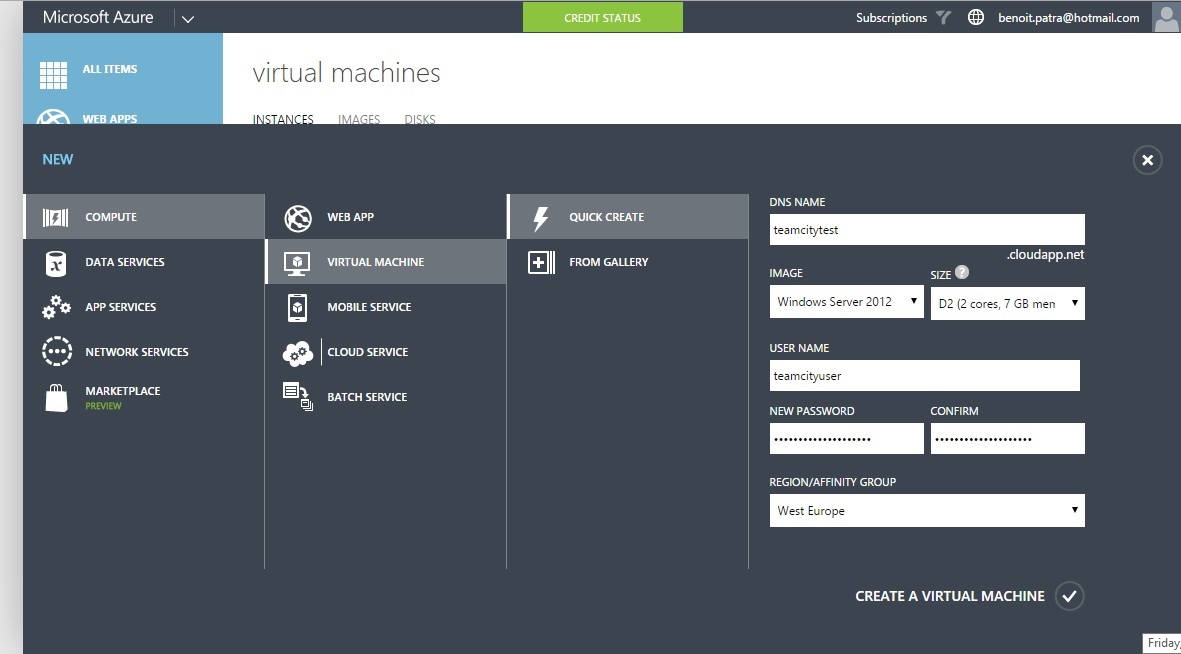 Microsoft Azure
CREDIT STATUS
Subscriptions
benoit.patra@hotmail.com
ALL ITEMS
WEB APPS
virtual machines
INSTANCES IMAGES DISKS
NEW
COMPUTE
DATA SERVICES
APP SERVICES
NETWORK SERVICES
MARKETPLACE
PREVIEW
WEB APP
VIRTUAL MACHINE
MOBILE SERVICE
CLOUD SERVICE
BATCH SERVICE
QUICK CREATE
FROM GALLERY
DNS NAME
teamcitytest
.cloudapp.net
IMAGE
Windows Server 2012
SIZE ?
D2 (2 cores, 7 GB men
USER NAME
teamcityuser
NEW PASSWORD
••••••••••••••••••••
CONFIRM
••••••••••••••••••••
REGION/AFFINITY GROUP
West Europe
CREATE A VIRTUAL MACHINE
Friday,